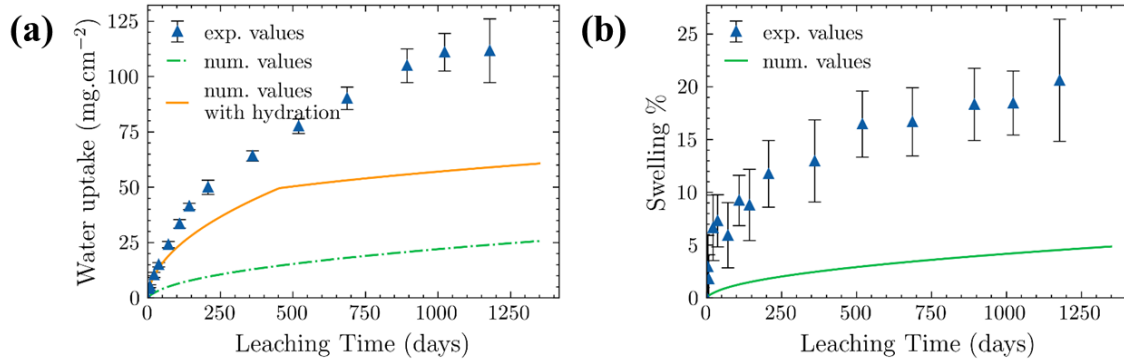 (a)
Water uptake (mg.cm⁻²)
125
100
75
50
25
0
exp. values
num. values
num. values
with hydration
0 250 500 750 1000 1250
Leaching Time (days)
(b)
Swelling %
25
20
15
10
5
0
exp. values
num. values
0 250 500 750 1000 1250
Leaching Time (days)